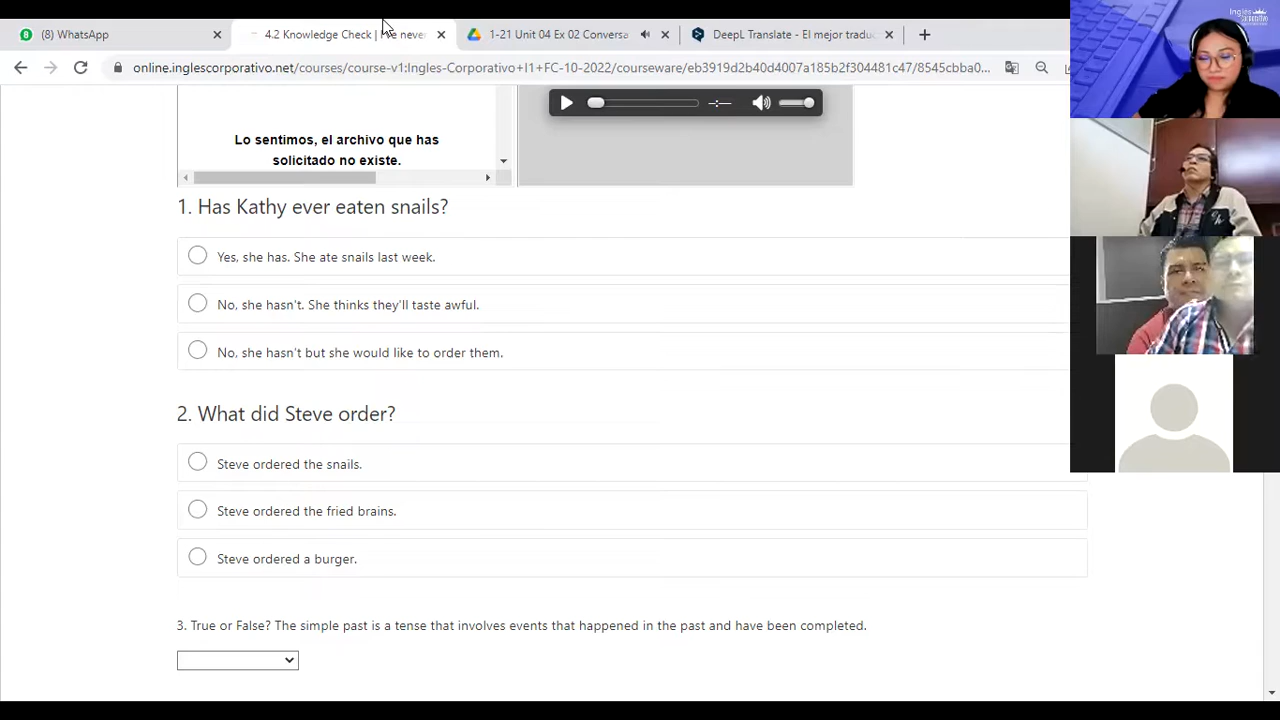 (8) WhatsApp
4.2 Knowledge Check | I've never
1-21 Unit 04 Ex 02 Conversa
DeepL Translate - El mejor traduc
online.inglescorporativo.net/courses/course-v1:Ingles-Corporativo+I1+FC-10-2022/courseware/eb3919d2b40d4007a185b2f304481c47/8545cbba0...
Ingles
Corporativo
Lo sentimos, el archivo que has
solicitado no existe.
-:--
1. Has Kathy ever eaten snails?
Yes, she has. She ate snails last week.
No, she hasn't. She thinks they'll taste awful.
No, she hasn't but she would like to order them.
2. What did Steve order?
Steve ordered the snails.
Steve ordered the fried brains.
Steve ordered a burger.
3. True or False? The simple past is a tense that involves events that happened in the past and have been completed.